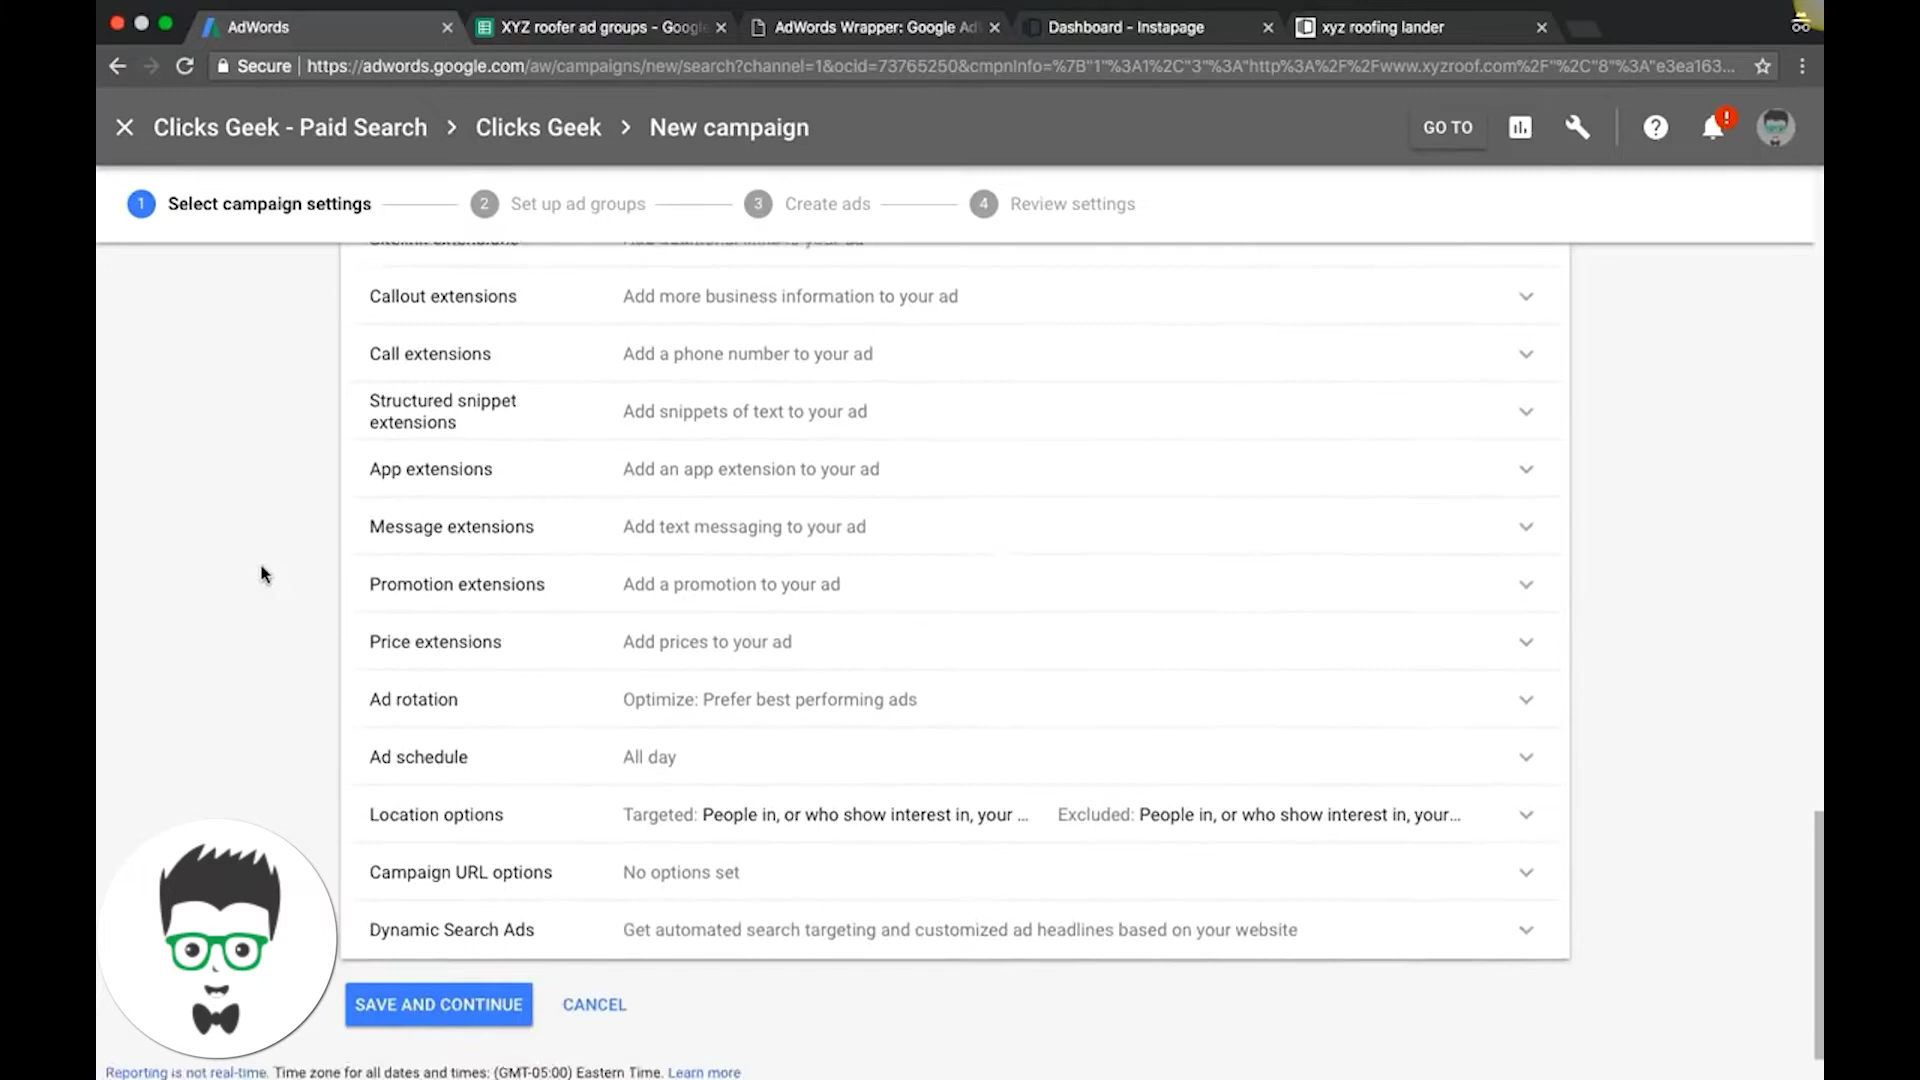 AdWords
XYZ roofer ad groups - Google
AdWords Wrapper: Google Ad
Dashboard - Instapage
xyz roofing lander
Secure | https://adwords.google.com/aw/campaigns/new/search?channel=1&ocid=73765250&cmpnInfo=%7B"1"%3A1%2C"3"%3A"http%3A%2F%2Fwww.xyzroof.com%2F"%2C"8"%3A"e3ea163...
Clicks Geek - Paid Search > Clicks Geek > New campaign
GO TO
1 Select campaign settings
2 Set up ad groups
3 Create ads
4 Review settings
Callout extensions Add more business information to your ad
Call extensions Add a phone number to your ad
Structured snippet
extensions
Add snippets of text to your ad
App extensions Add an app extension to your ad
Message extensions Add text messaging to your ad
Promotion extensions Add a promotion to your ad
Price extensions Add prices to your ad
Ad rotation Optimize: Prefer best performing ads
Ad schedule All day
Location options Targeted: People in, or who show interest in, your ... Excluded: People in, or who show interest in, your...
Campaign URL options No options set
Dynamic Search Ads Get automated search targeting and customized ad headlines based on your website
SAVE AND CONTINUE CANCEL
Reporting is not real-time. Time zone for all dates and times: (GMT-05:00) Eastern Time. Learn more